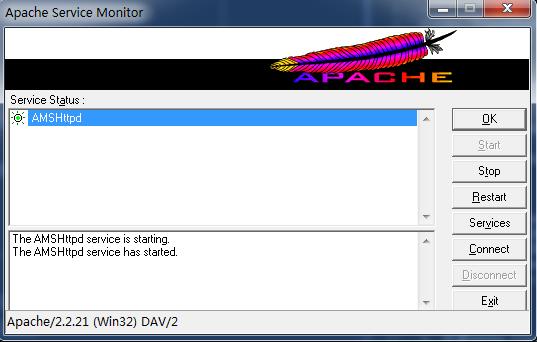 Apache Service Monitor
APACHE
Service Status :
AMSHttpd
OK
Start
Stop
Restart
Services
Connect
Disconnect
Exit
The AMSHttpd service is starting.
The AMSHttpd service has started.
Apache/2.2.21 (Win32) DAV/2